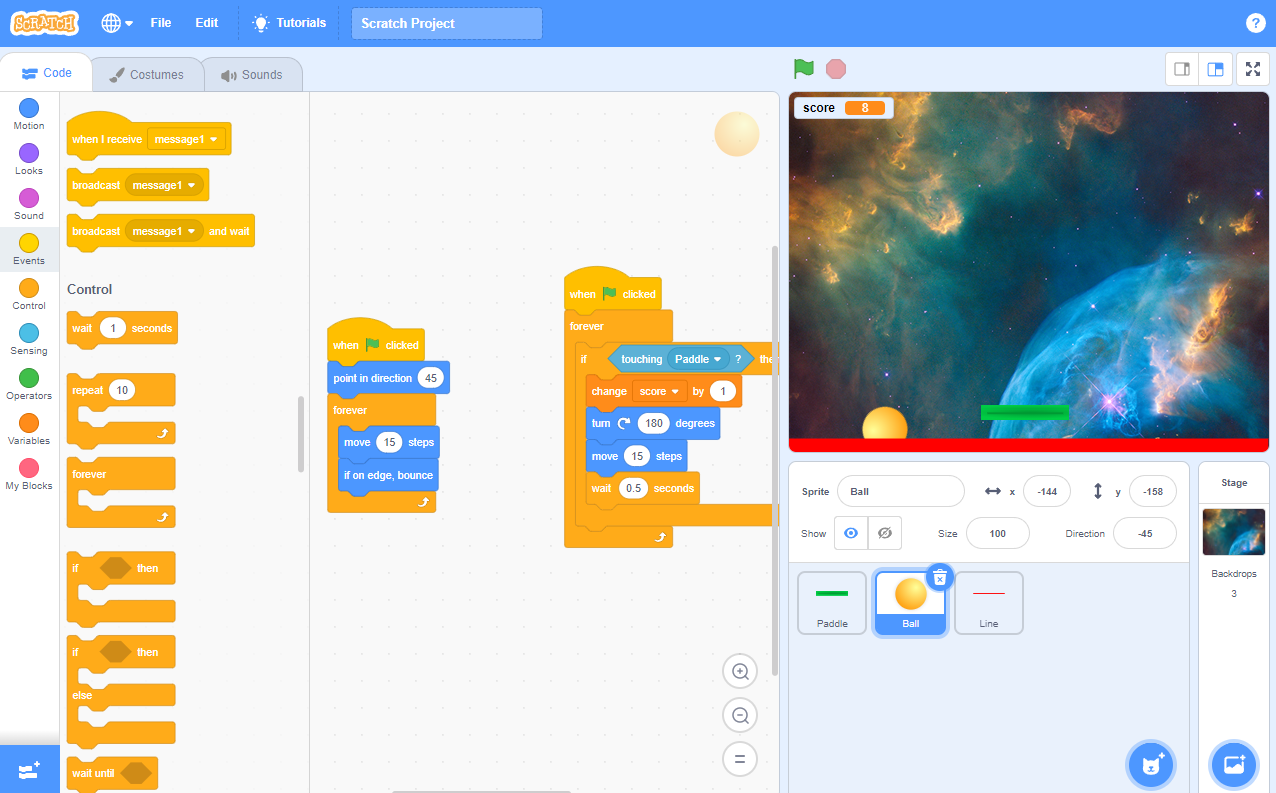 SCRATCH File Edit Tutorials Scratch Project ?
Code Costumes Sounds
Motion
Looks
Sound
Events
Control
Sensing
Operators
Variables
My Blocks
when I receive message1
broadcast message1
broadcast message1 and wait
Control
wait 1 seconds
repeat 10
forever
if then
if then
else
wait until
when clicked
point in direction 45
forever
move 15 steps
if on edge, bounce
when clicked
forever
if touching Paddle ? the
change score by 1
turn 180 degrees
move 15 steps
wait 0.5 seconds
score 8
Sprite Ball x -144 y -158
Show Size 100 Direction -45
Paddle
Ball
Line
Stage
Backdrops
3